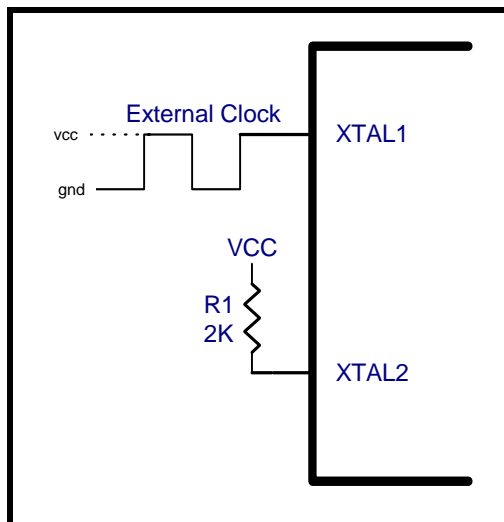 External Clock
vcc
XTAL1
gnd
VCC
R1
2K
XTAL2